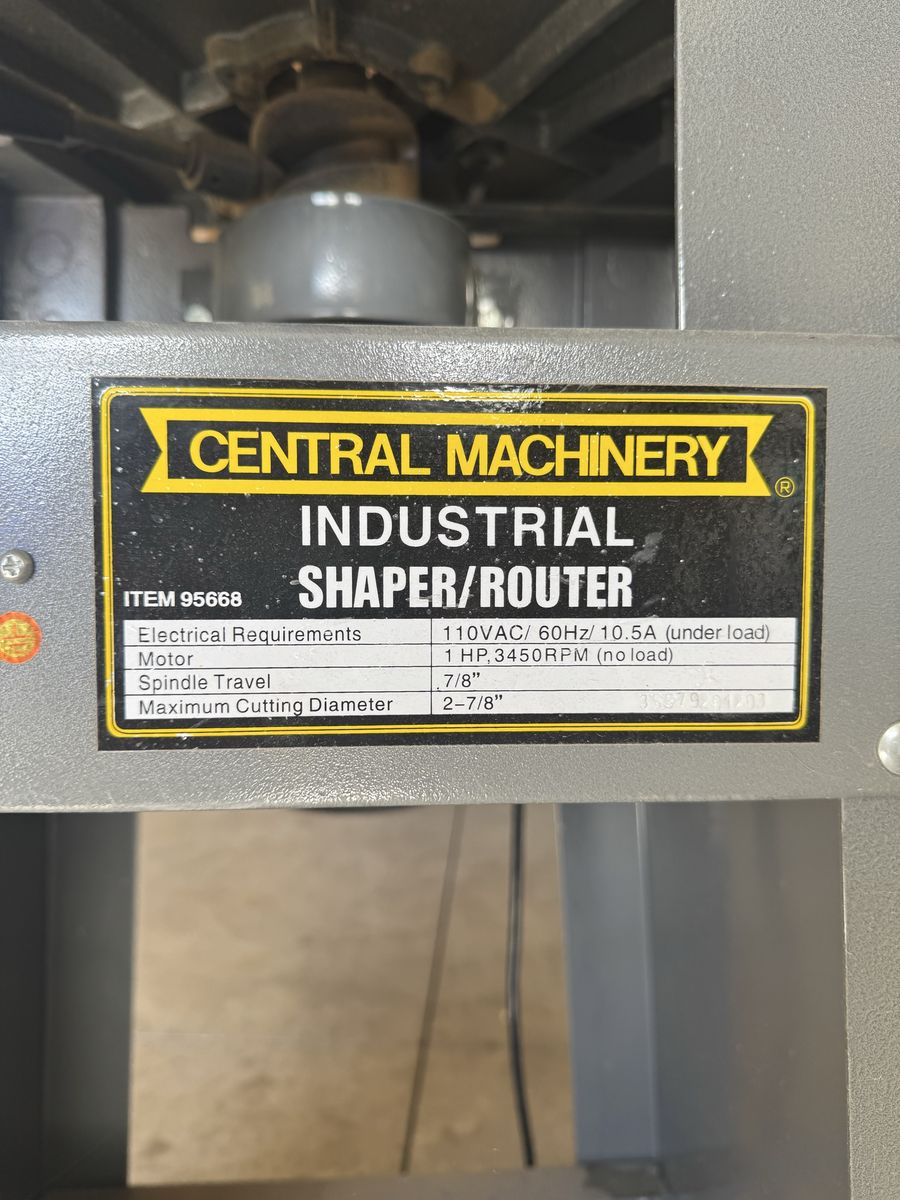 CENTRAL MACHINERY
®
INDUSTRIAL
SHAPER/ROUTER
ITEM 95668
Electrical Requirements 110VAC/ 60Hz/ 10.5A (under load)
Motor 1 HP, 3450RPM (no load)
Spindle Travel 7/8"
Maximum Cutting Diameter 2-7/8"